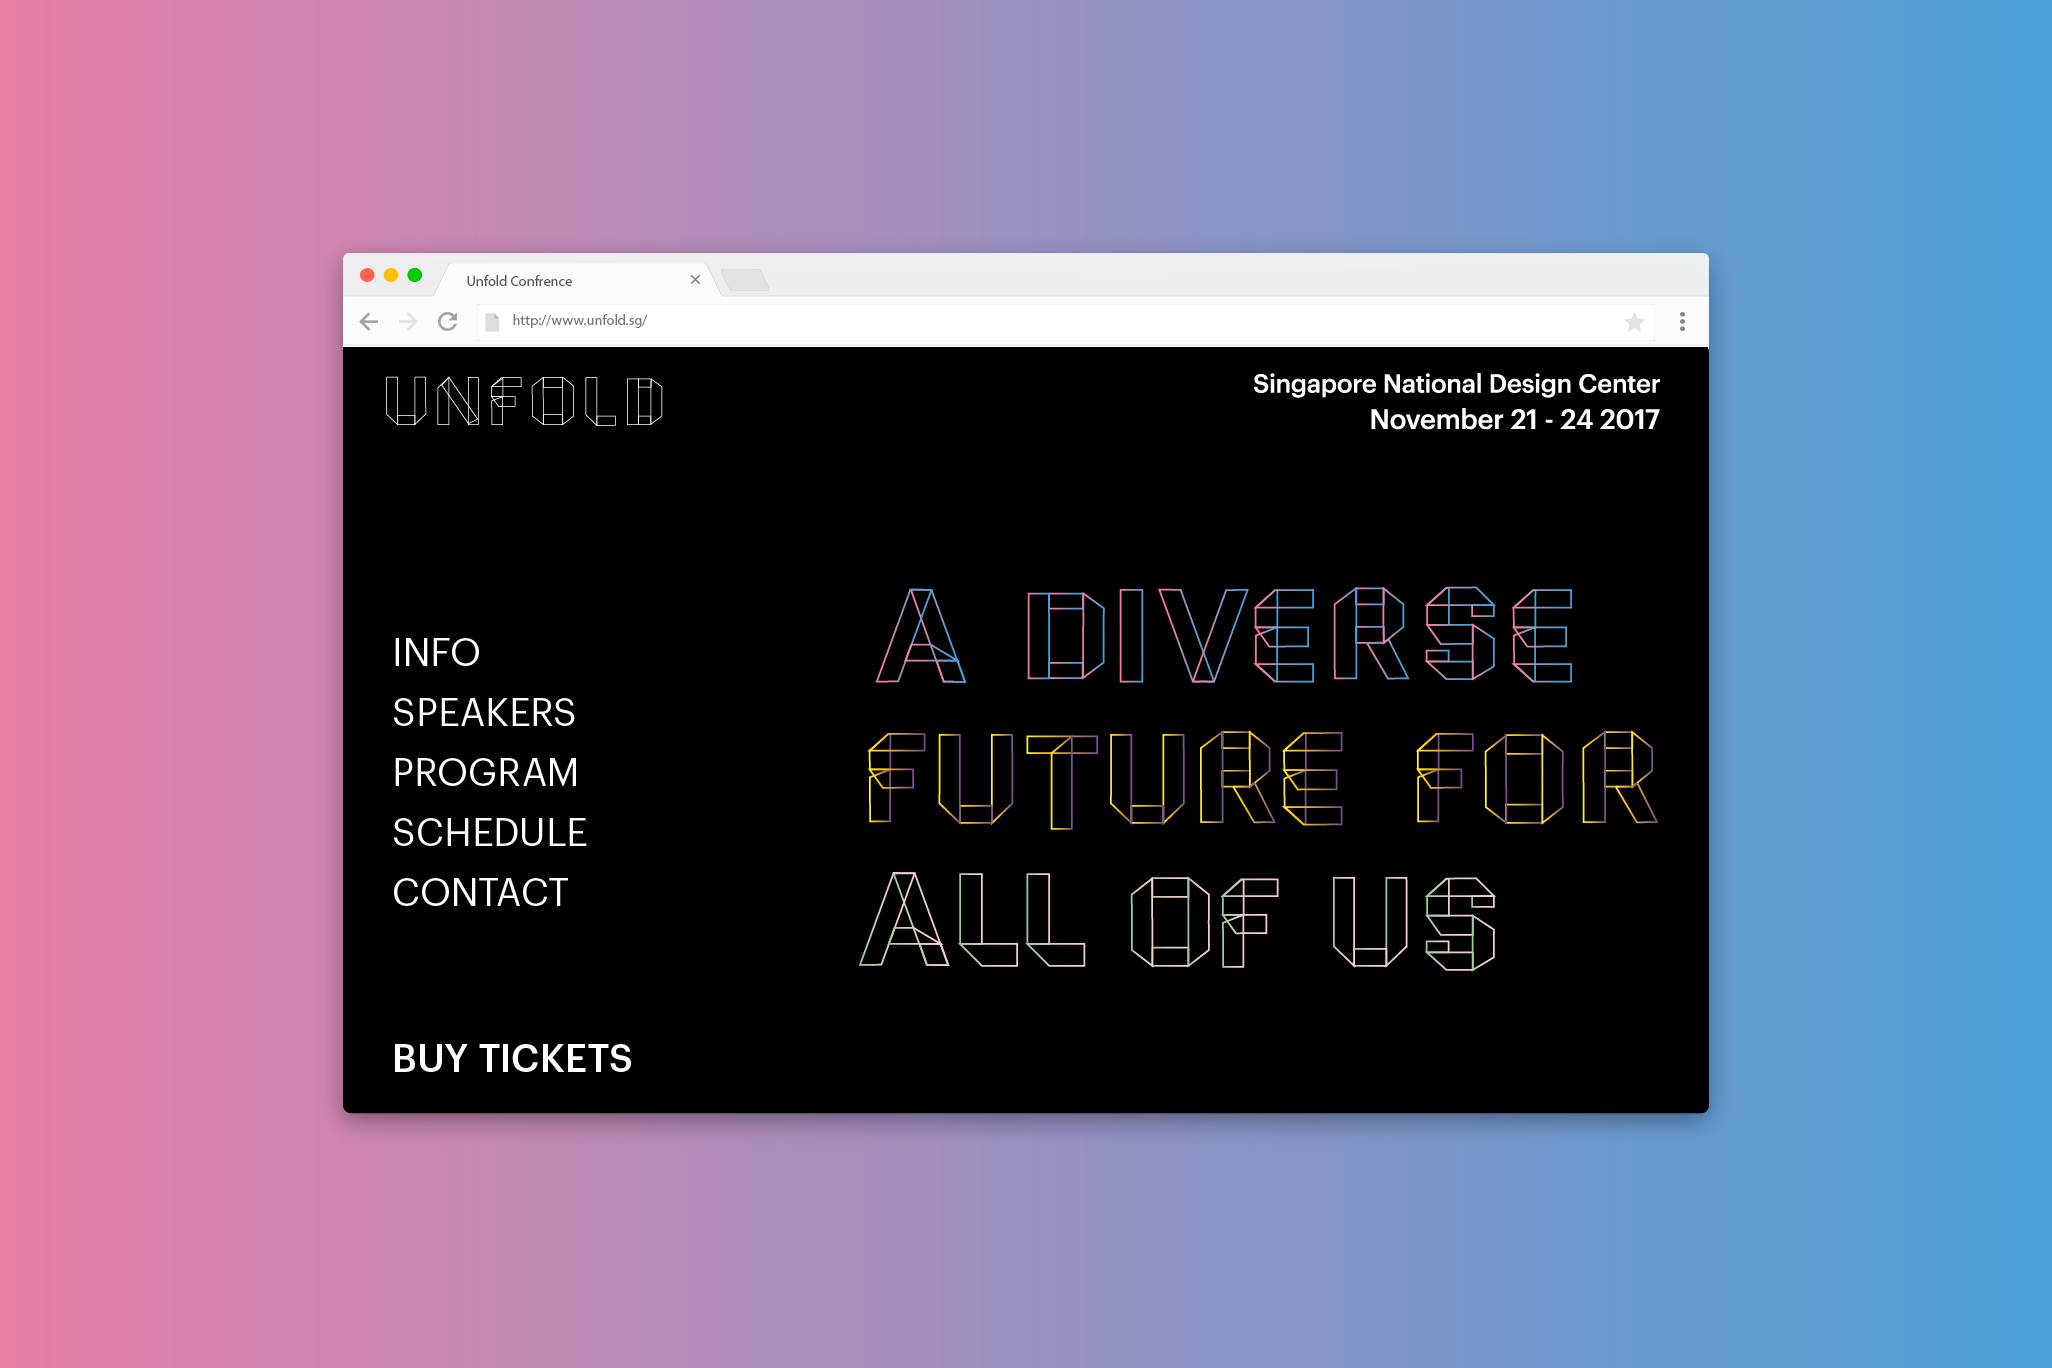 Unfold Confrence
http://www.unfold.sg/
UNFOLD
Singapore National Design Center
November 21 - 24 2017
A DIVERSE
FUTURE FOR
ALL OF US
INFO
SPEAKERS
PROGRAM
SCHEDULE
CONTACT
BUY TICKETS